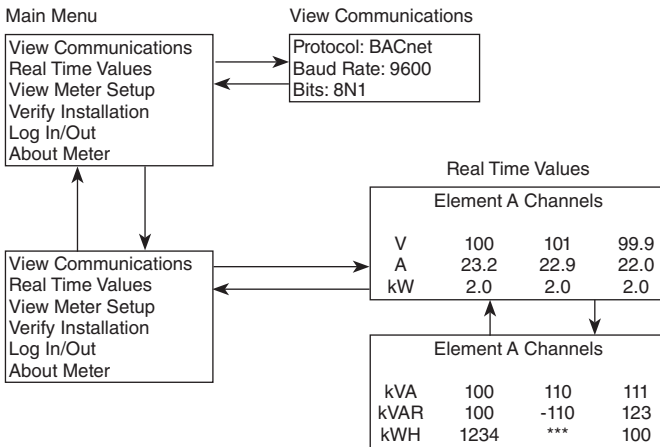 Main Menu
View Communications
Real Time Values
View Meter Setup
Verify Installation
Log In/Out
About Meter
View Communications
Protocol: BACnet
Baud Rate: 9600
Bits: 8N1
View Communications
Real Time Values
View Meter Setup
Verify Installation
Log In/Out
About Meter
Real Time Values
Element A Channels
V 100 101 99.9
A 23.2 22.9 22.0
kW 2.0 2.0 2.0
Element A Channels
kVA 100 110 111
kVAR 100 -110 123
kWH 1234 *** 100